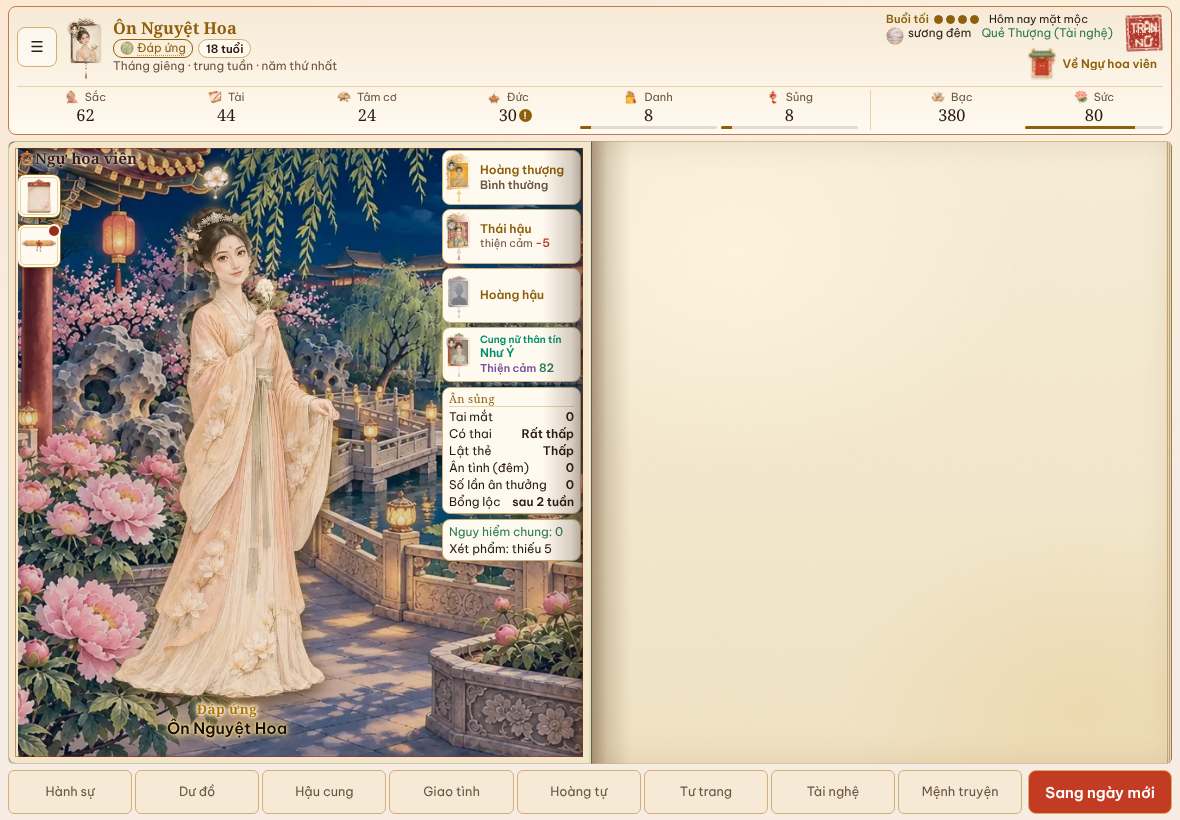 Ôn Nguyệt Hoa
Đáp ứng
18 tuổi
Tháng giêng · trung tuần · năm thứ nhất
Buổi tối
Hôm nay mặt mộc
sương đêm
Quẻ Thượng (Tài nghệ)
TRÂN NỮ
Về Ngự hoa viên
Sắc
62
Tài
44
Tâm cơ
24
Đức
30
Danh
8
Sủng
8
Bạc
380
Sức
80
Ngự hoa viên
Hoàng thượng
Bình thường
Thái hậu
thiện cảm -5
Hoàng hậu
Cung nữ thân tín
Như Ý
Thiện cảm 82
Ân sủng
Tai mắt 0
Có thai Rất thấp
Lật thẻ Thấp
Ân tình (đêm) 0
Số lần ân thưởng 0
Bổng lộc sau 2 tuần
Nguy hiểm chung: 0
Xét phẩm: thiếu 5
Đáp ứng
Ôn Nguyệt Hoa
Hành sự
Dư đồ
Hậu cung
Giao tình
Hoàng tự
Tư trang
Tài nghệ
Mệnh truyện
Sang ngày mới